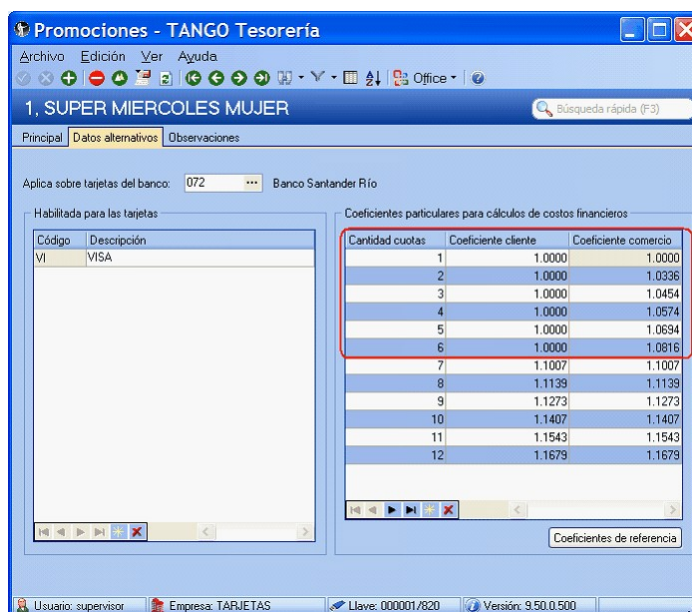 Promociones - TANGO Tesorería
Archivo Edición Ver Ayuda
Office
1, SUPER MIERCOLES MUJER
Búsqueda rápida (F3)
Principal Datos alternativos Observaciones
Aplica sobre tarjetas del banco: 072 ... Banco Santander Río
Habilitada para las tarjetas
Código Descripción
VI VISA
Coeficientes particulares para cálculos de costos financieros
Cantidad cuotas Coeficiente cliente Coeficiente comercio
1 1.0000 1.0000
2 1.0000 1.0336
3 1.0000 1.0454
4 1.0000 1.0574
5 1.0000 1.0694
6 1.0000 1.0816
7 1.1007 1.1007
8 1.1139 1.1139
9 1.1273 1.1273
10 1.1407 1.1407
11 1.1543 1.1543
12 1.1679 1.1679
Coeficientes de referencia
Usuario: supervisor Empresa: TARJETAS Llave: 000001/820 Versión: 9.50.0.500